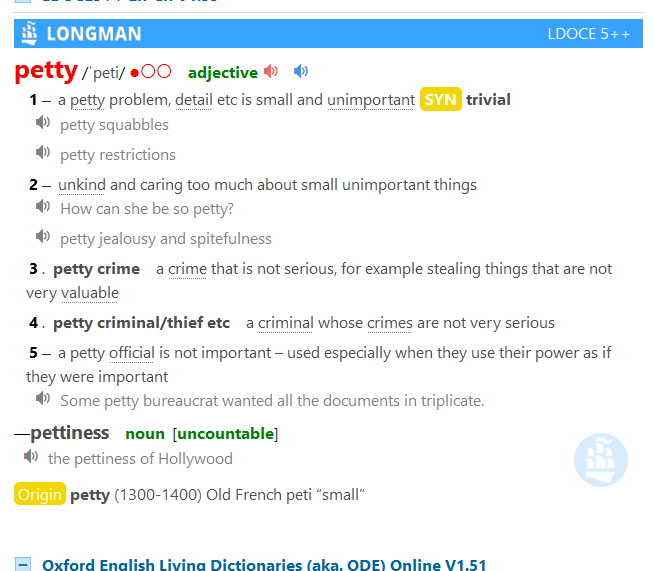 LONGMAN LDOCE 5++
petty /ˈpeti/ ●○○ adjective
1 – a petty problem, detail etc is small and unimportant SYN trivial
petty squabbles
petty restrictions
2 – unkind and caring too much about small unimportant things
How can she be so petty?
petty jealousy and spitefulness
3 . petty crime a crime that is not serious, for example stealing things that are not
very valuable
4 . petty criminal/thief etc a criminal whose crimes are not very serious
5 – a petty official is not important – used especially when they use their power as if
they were important
Some petty bureaucrat wanted all the documents in triplicate.
—pettiness noun [uncountable]
the pettiness of Hollywood
Origin petty (1300-1400) Old French peti “small”
Oxford English Living Dictionaries (aka. ODE) Online V1.51